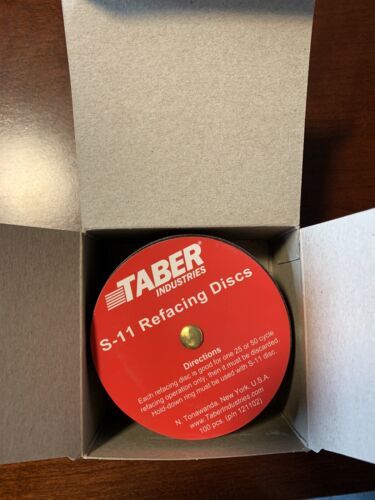 TABER®
INDUSTRIES
S-11 Refacing Discs
Directions
Each refacing disc is good for one 25 or 50 cycle
refacing operation only, then it must be discarded.
Hold-down ring must be used with S-11 disc.
N. Tonawanda, New York, U.S.A.
www.TaberIndustries.com
100 pcs. (p/n 121102)